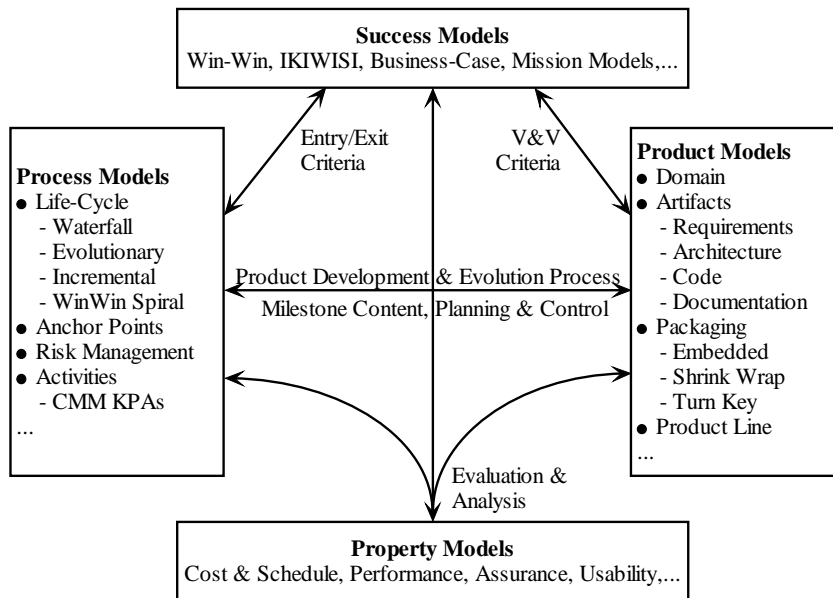 Success Models
Win-Win, IKIWISI, Business-Case, Mission Models,...
Entry/Exit
Criteria
V&V
Criteria
Process Models
● Life-Cycle
- Waterfall
- Evolutionary
- Incremental
- WinWin Spiral
● Anchor Points
● Risk Management
● Activities
- CMM KPAs
...
Product Development & Evolution Process
Milestone Content, Planning & Control
Product Models
● Domain
● Artifacts
- Requirements
- Architecture
- Code
- Documentation
● Packaging
- Embedded
- Shrink Wrap
- Turn Key
● Product Line
...
Evaluation &
Analysis
Property Models
Cost & Schedule, Performance, Assurance, Usability,...